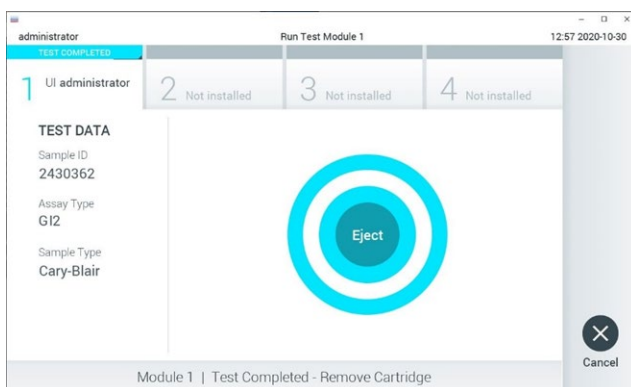 administrator Run Test Module 1 12:57 2020-10-30
TEST COMPLETED
1 UI administrator 2 Not installed 3 Not installed 4 Not installed
TEST DATA
Sample ID
2430362
Assay Type
GI2
Sample Type
Cary-Blair
Eject
Cancel
Module 1 | Test Completed - Remove Cartridge